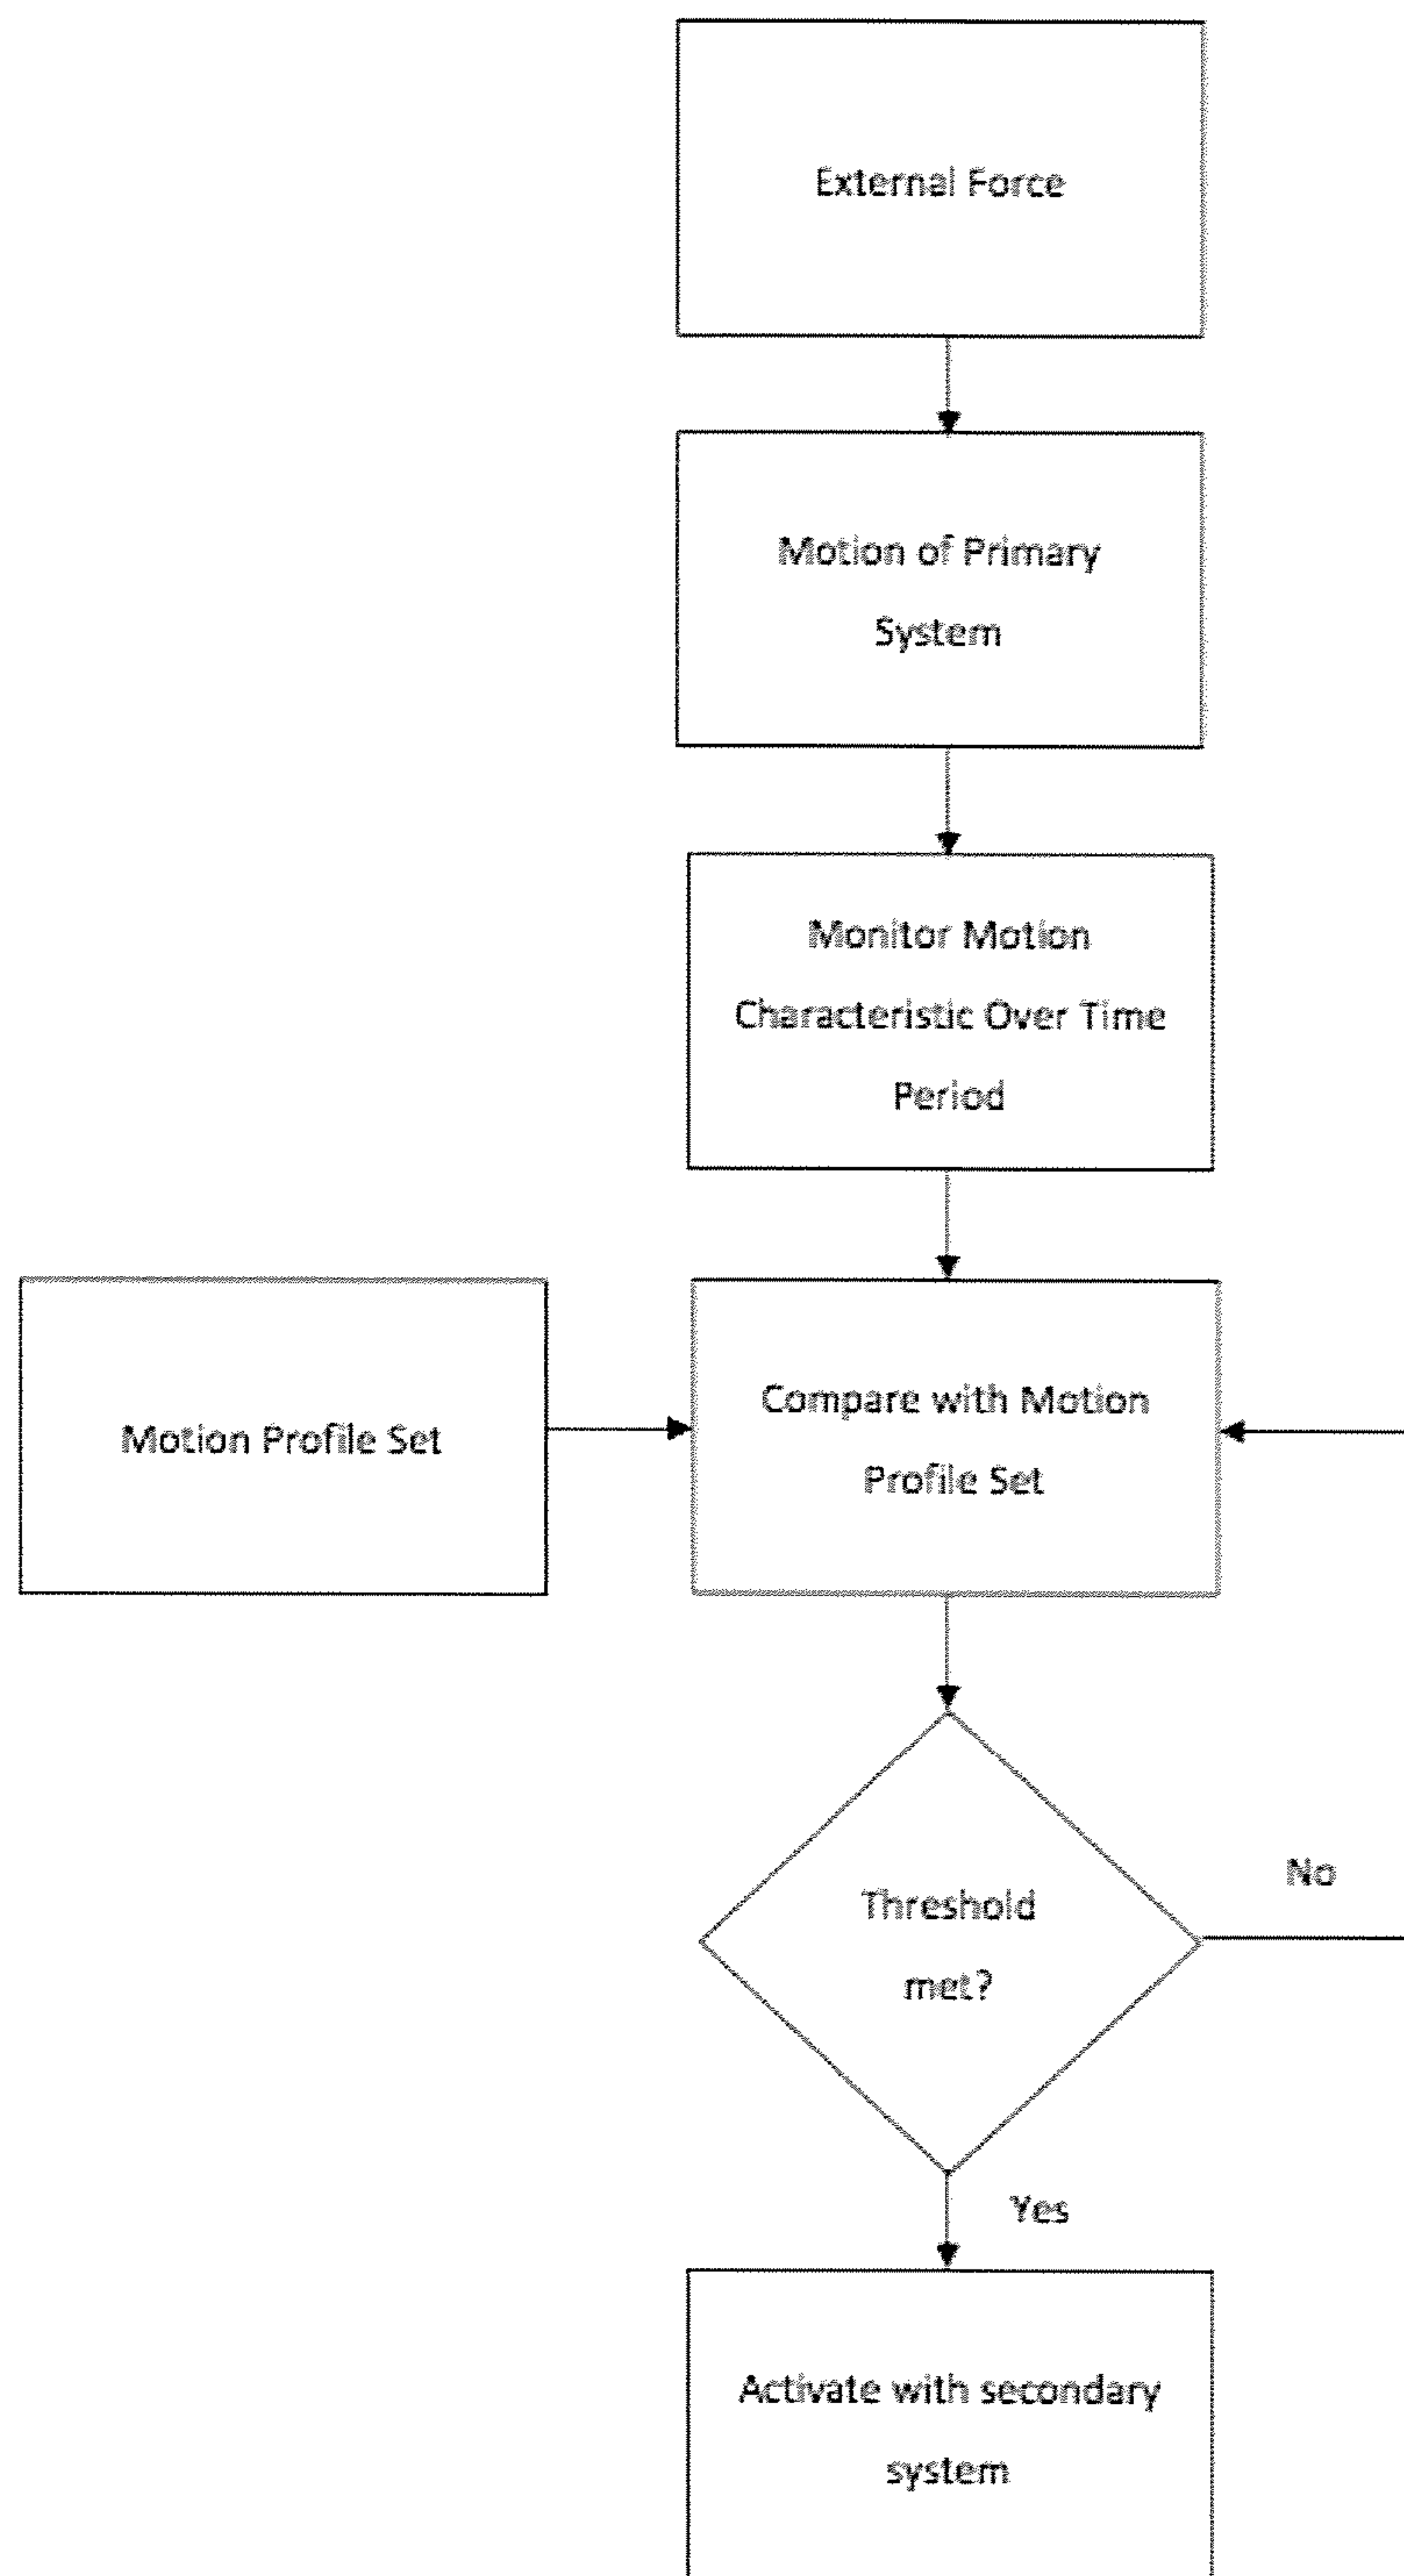 External Force
Motion of Primary
System
Monitor Motion
Characteristic Over Time
Period
Motion Profile Set
Compare with Motion
Profile Set
Threshold
met?
No
Yes
Activate with secondary
system